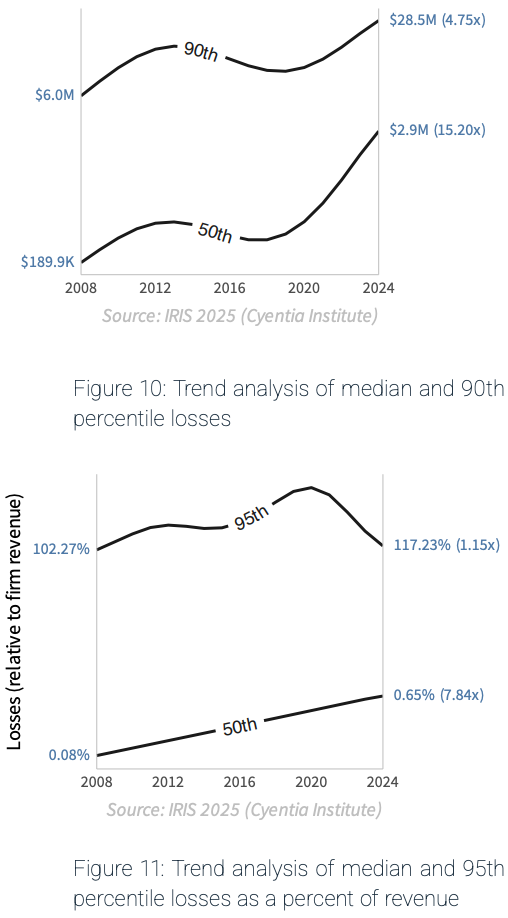 $28.5M (4.75x)
90th
$6.0M
$2.9M (15.20x)
50th
$189.9K
2008 2012 2016 2020 2024
Source: IRIS 2025 (Cyentia Institute)
Figure 10: Trend analysis of median and 90th
percentile losses
Losses (relative to firm revenue)
95th
102.27%
117.23% (1.15x)
0.65% (7.84x)
50th
0.08%
2008 2012 2016 2020 2024
Source: IRIS 2025 (Cyentia Institute)
Figure 11: Trend analysis of median and 95th
percentile losses as a percent of revenue